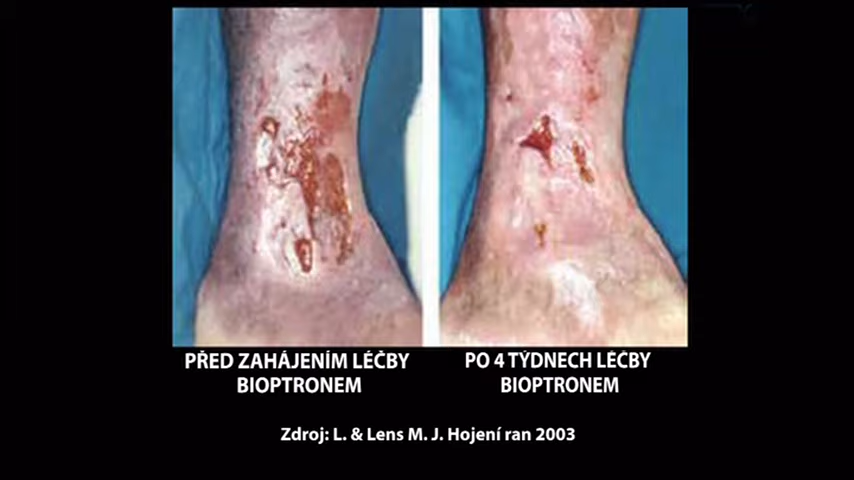 PŘED ZAHÁJENÍM LÉČBY
BIOPTRONEM
PO 4 TÝDNECH LÉČBY
BIOPTRONEM
Zdroj: L. & Lens M. J. Hojení ran 2003